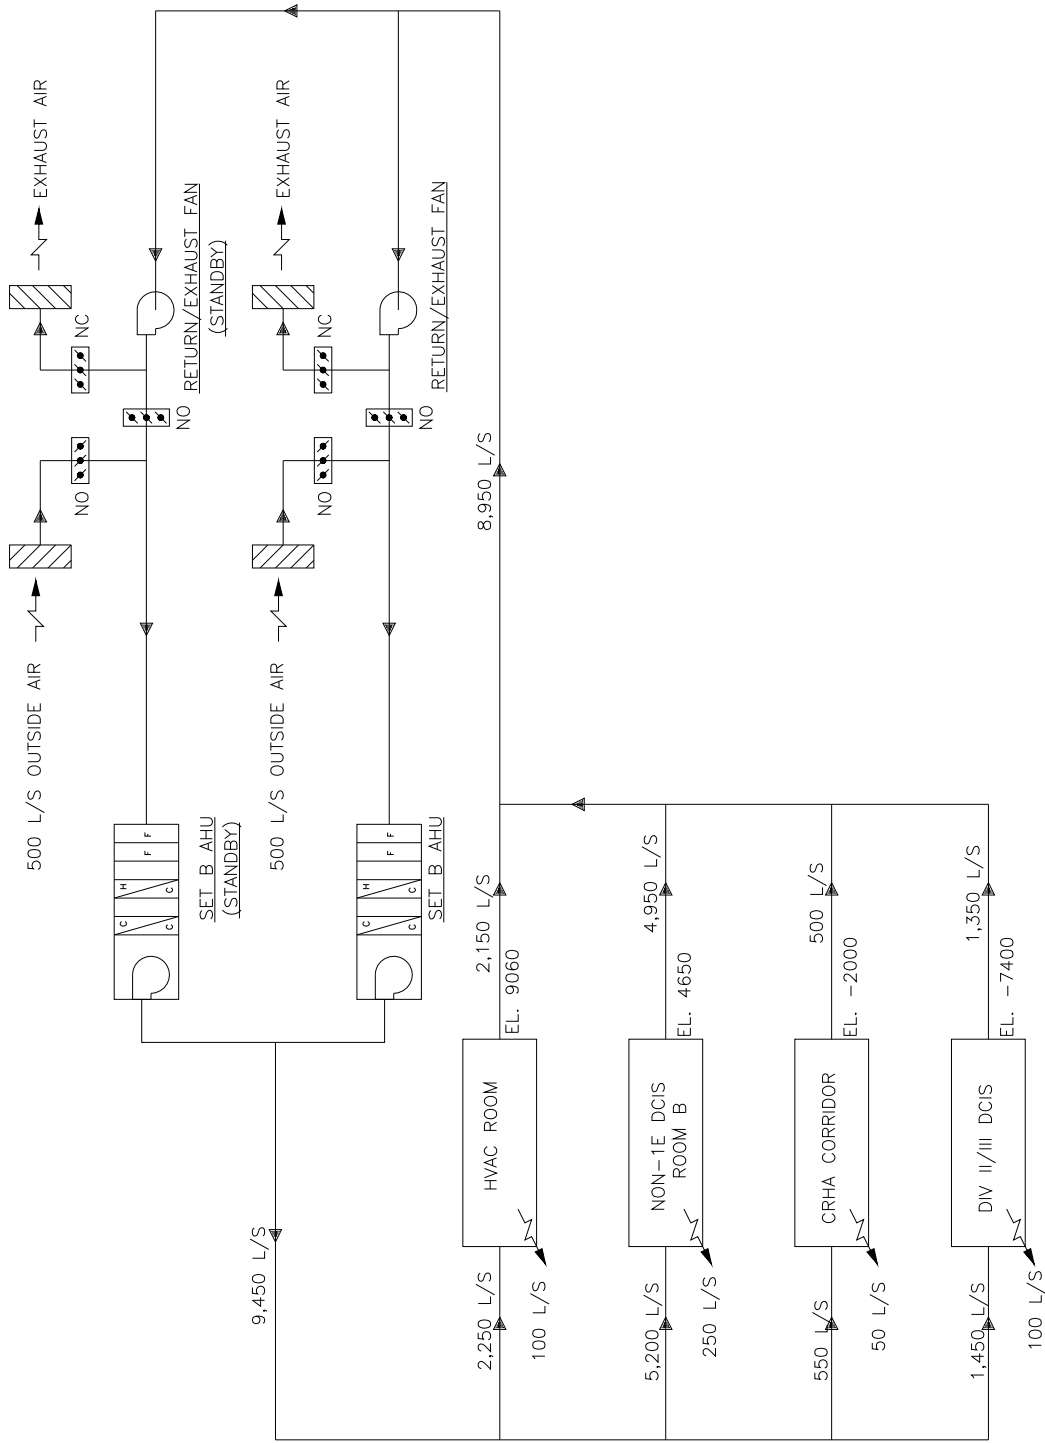 500 L/S OUTSIDE AIR
EXHAUST AIR
NO
NC
NO
RETURN/EXHAUST FAN
(STANDBY)
C
C
H
C
F
F
SET B AHU
(STANDBY)
500 L/S OUTSIDE AIR
EXHAUST AIR
NO
NC
NO
RETURN/EXHAUST FAN
C
C
H
C
F
F
SET B AHU
9,450 L/S
8,950 L/S
2,250 L/S
100 L/S
HVAC ROOM
2,150 L/S
EL. 9060
5,200 L/S
250 L/S
NON-1E DCIS
ROOM B
4,950 L/S
EL. 4650
550 L/S
50 L/S
CRHA CORRIDOR
500 L/S
EL. -2000
1,450 L/S
100 L/S
DIV II/III DCIS
1,350 L/S
EL. -7400